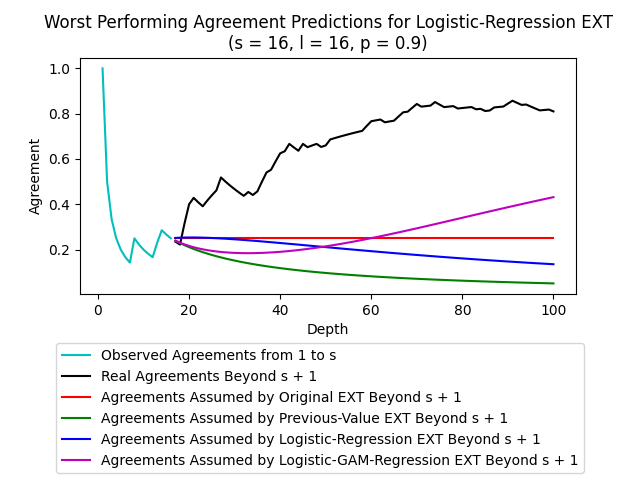 Worst Performing Agreement Predictions for Logistic-Regression EXT
(s = 16, l = 16, p = 0.9)
1.0
0.8
0.6
0.4
0.2
Agreement
0 20 40 60 80 100
Depth
Observed Agreements from 1 to s
Real Agreements Beyond s + 1
Agreements Assumed by Original EXT Beyond s + 1
Agreements Assumed by Previous-Value EXT Beyond s + 1
Agreements Assumed by Logistic-Regression EXT Beyond s + 1
Agreements Assumed by Logistic-GAM-Regression EXT Beyond s + 1